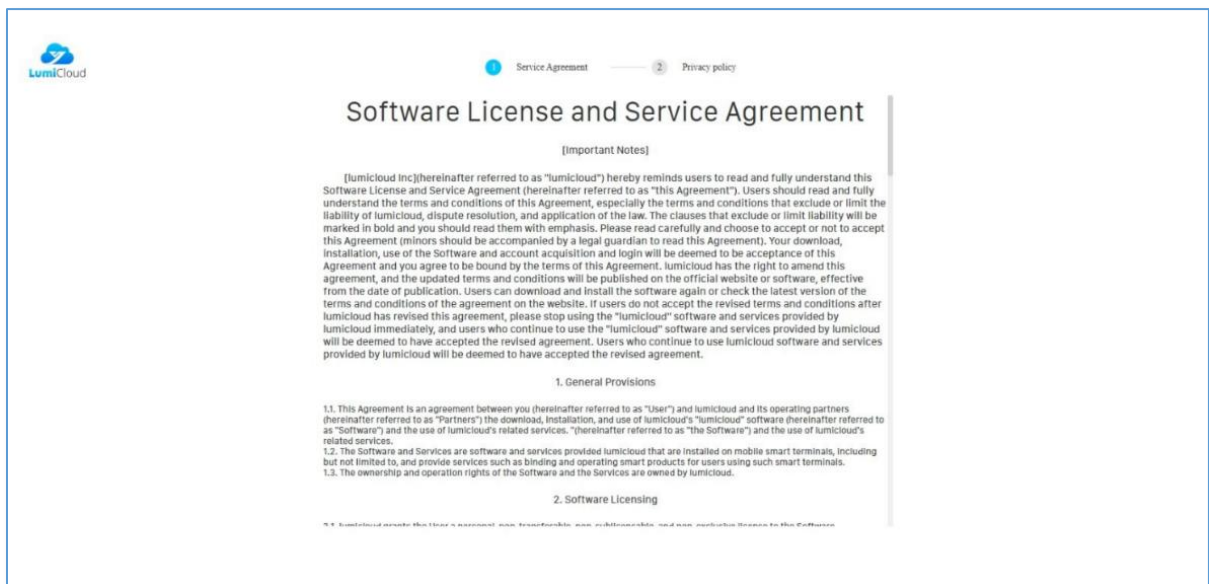 LumiCloud
1 Service Agreement 2 Privacy policy
Software License and Service Agreement
[Important Notes]
[lumicloud Inc](hereinafter referred to as "lumicloud") hereby reminds users to read and fully understand this
Software License and Service Agreement (hereinafter referred to as "this Agreement"). Users should read and fully
understand the terms and conditions of this Agreement, especially the terms and conditions that exclude or limit the
liability of lumicloud, dispute resolution, and application of the law. The clauses that exclude or limit liability will be
marked in bold and you should read them with emphasis. Please read carefully and choose to accept or not to accept
this Agreement (minors should be accompanied by a legal guardian to read this Agreement). Your download,
installation, use of the Software and account acquisition and login will be deemed to be acceptance of this
Agreement and you agree to be bound by the terms of this Agreement. lumicloud has the right to amend this
agreement, and the updated terms and conditions will be published on the official website or software, effective
from the date of publication. Users can download and install the software again or check the latest version of the
terms and conditions of the agreement on the website. If users do not accept the revised terms and conditions after
lumicloud has revised this agreement, please stop using the "lumicloud" software and services provided by
lumicloud immediately, and users who continue to use the "lumicloud" software and services provided by lumicloud
will be deemed to have accepted the revised agreement. Users who continue to use lumicloud software and services
provided by lumicloud will be deemed to have accepted the revised agreement.
1. General Provisions
1.1. This Agreement is an agreement between you (hereinafter referred to as "User") and lumicloud and its operating partners
(hereinafter referred to as "Partners") the download, installation, and use of lumicloud's "lumicloud" software (hereinafter referred to
as "Software") and the use of lumicloud's related services. "(hereinafter referred to as "the Software") and the use of lumicloud's
related services.
1.2. The Software and Services are software and services provided lumicloud that are installed on mobile smart terminals, including
but not limited to, and provide services such as binding and operating smart products for users using such smart terminals.
1.3. The ownership and operation rights of the Software and the Services are owned by lumicloud.
2. Software Licensing
2.1. lumicloud grants the User a personal, non-transferable, non-sublicensable, and non-exclusive license to the Software.